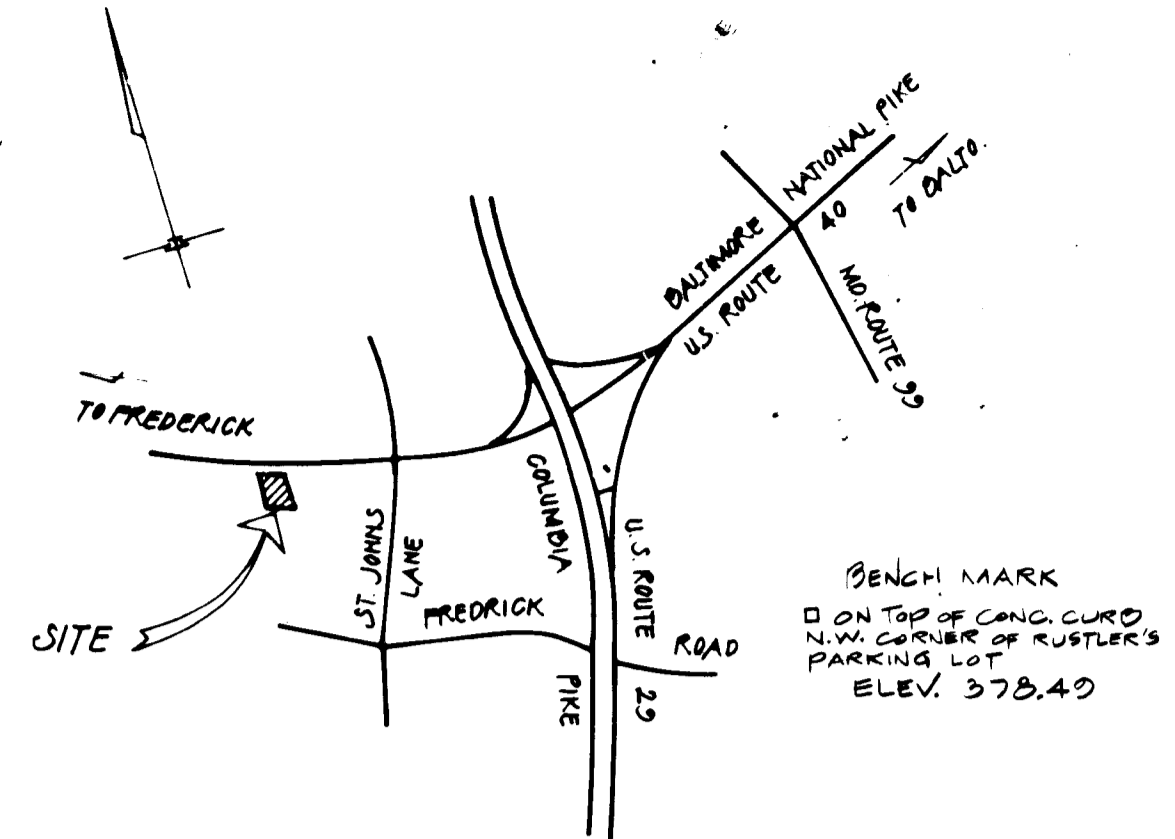 NATIONAL PIKE
TO BALTO.
40
BALTIMORE
U.S. ROUTE
MD. ROUTE 99
TO FREDERICK
COLUMBIA
ST. JOHNS
LANE
U.S. ROUTE
FREDRICK
ROAD
SITE
PIKE
29
BENCH MARK
□ ON TOP OF CONC. CURB
N.W. CORNER OF RUSTLER'S
PARKING LOT
ELEV. 378.49